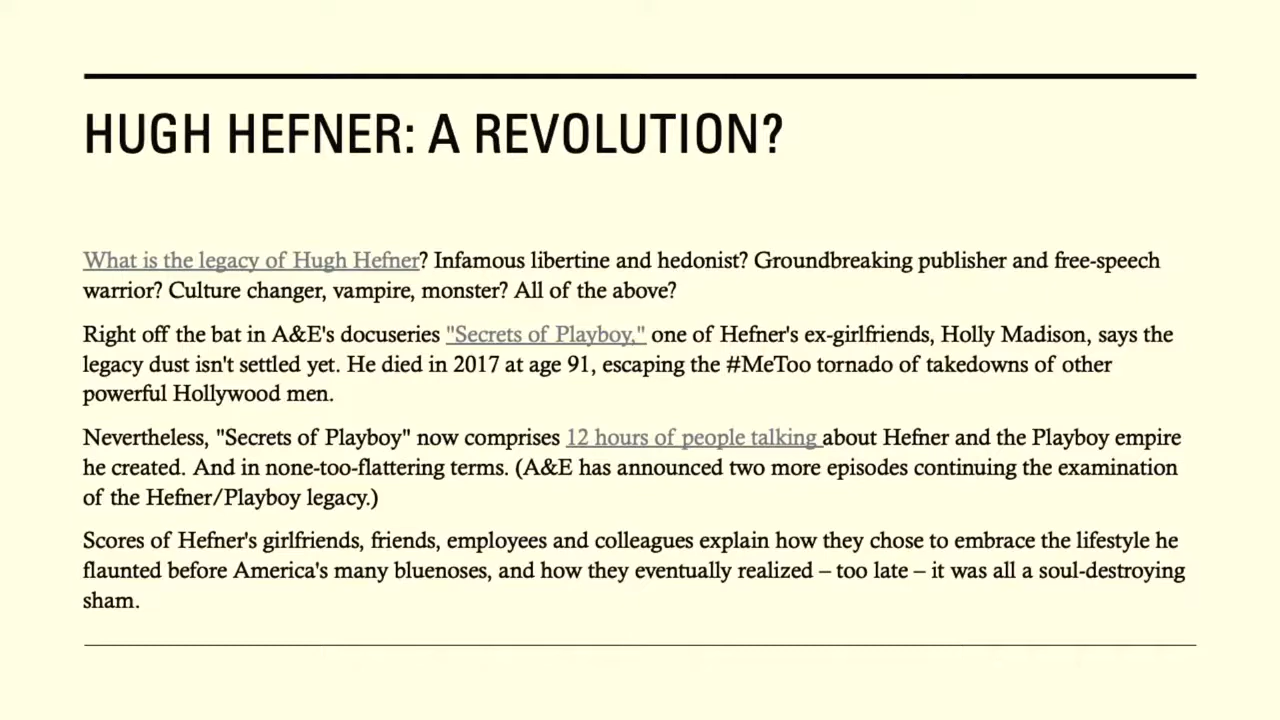 HUGH HEFNER: A REVOLUTION?
What is the legacy of Hugh Hefner? Infamous libertine and hedonist? Groundbreaking publisher and free-speech
warrior? Culture changer, vampire, monster? All of the above?
Right off the bat in A&E's docuseries "Secrets of Playboy," one of Hefner's ex-girlfriends, Holly Madison, says the
legacy dust isn't settled yet. He died in 2017 at age 91, escaping the #MeToo tornado of takedowns of other
powerful Hollywood men.
Nevertheless, "Secrets of Playboy" now comprises 12 hours of people talking about Hefner and the Playboy empire
he created. And in none-too-flattering terms. (A&E has announced two more episodes continuing the examination
of the Hefner/Playboy legacy.)
Scores of Hefner's girlfriends, friends, employees and colleagues explain how they chose to embrace the lifestyle he
flaunted before America's many bluenoses, and how they eventually realized – too late – it was all a soul-destroying
sham.